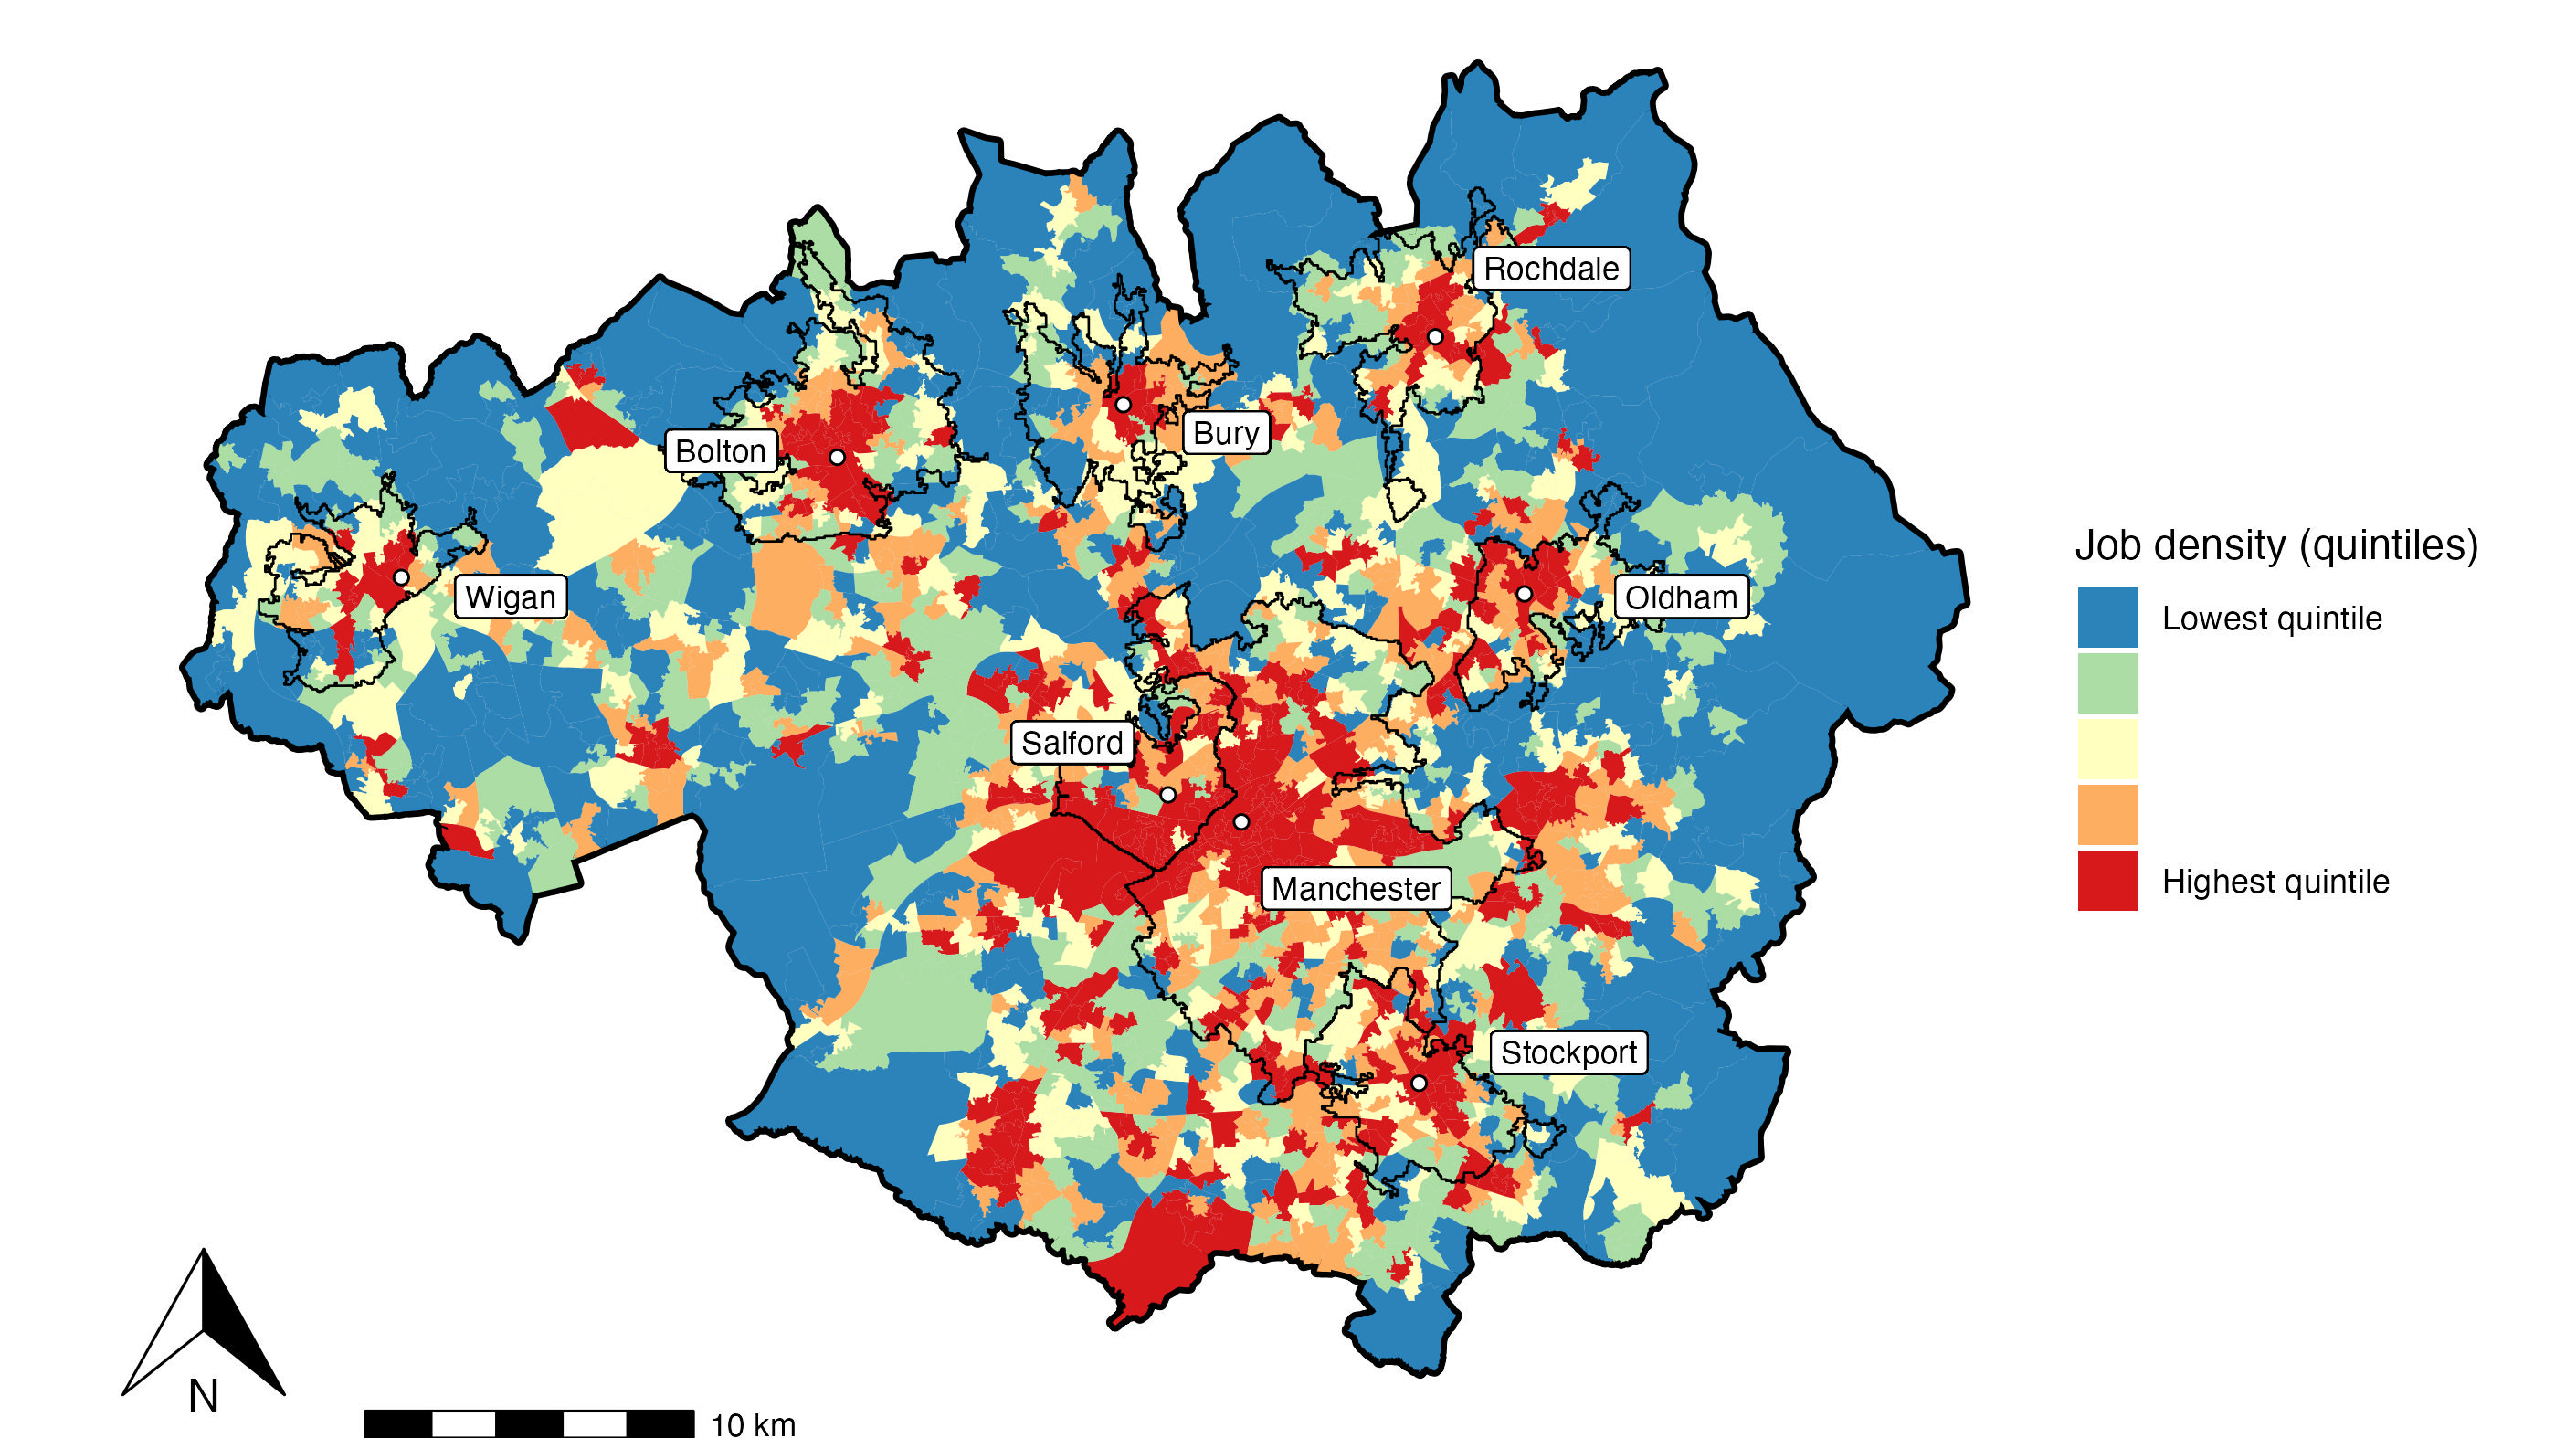 Rochdale
Bolton
Bury
Wigan
Oldham
Salford
Manchester
Stockport
Job density (quintiles)
Lowest quintile
Highest quintile
N
10 km